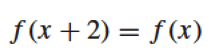 f(x + 2) = f(x)